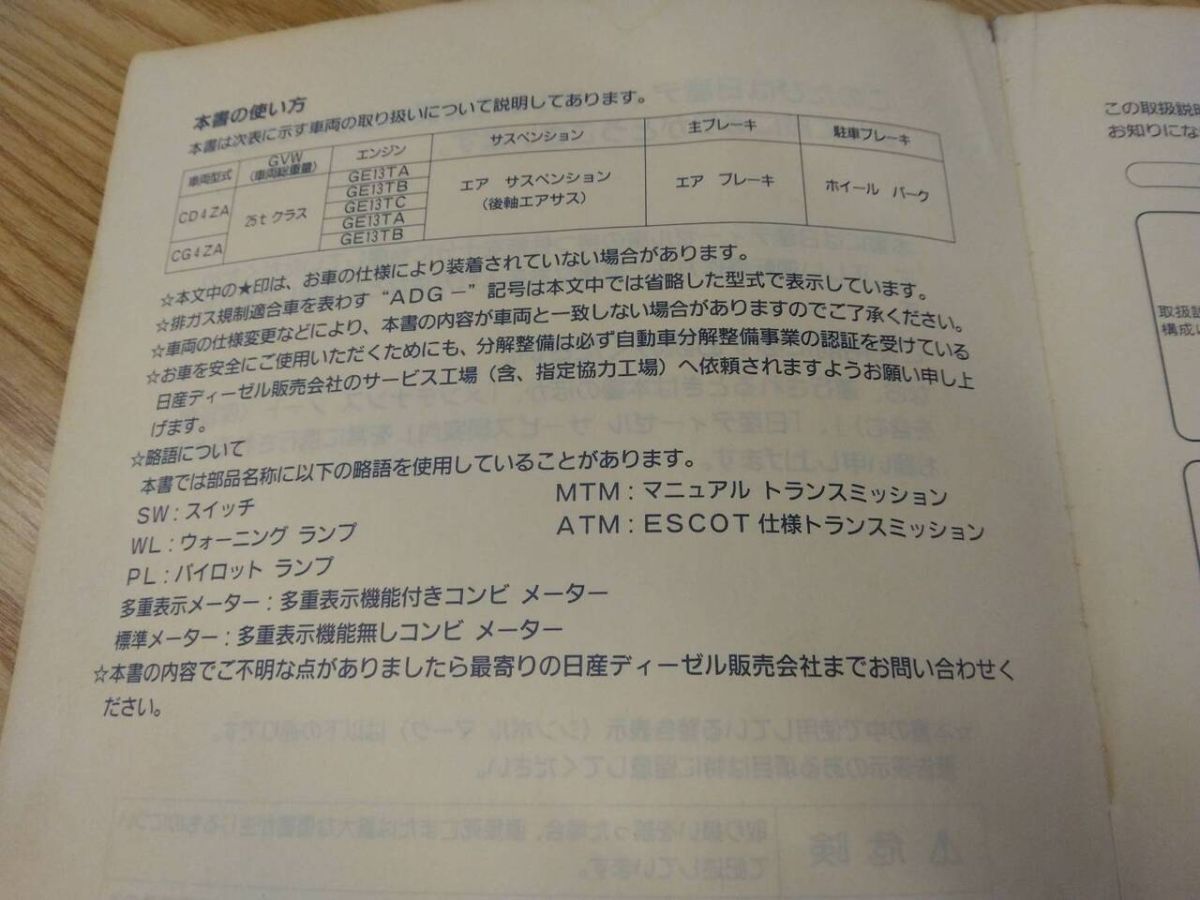 本書の使い方
本書は次表に示す車両の取り扱いについて説明してあります。
車両型式 GVW (車両総重量) エンジン サスペンション 主ブレーキ 駐車ブレーキ
CD4ZA 25tクラス GE13TA エア サスペンション (後軸エアサス) エア ブレーキ ホイール パーク
GE13TB
GE13TC
CG4ZA GE13TA
GE13TB
☆本文中の★印は、お車の仕様により装着されていない場合があります。
☆排ガス規制適合車を表わす“ADG－”記号は本文中では省略した型式で表示しています。
☆車両の仕様変更などにより、本書の内容が車両と一致しない場合がありますのでご了承ください。
☆お車を安全にご使用いただくためにも、分解整備は必ず自動車分解整備事業の認証を受けている
日産ディーゼル販売会社のサービス工場（含、指定協力工場）へ依頼されますようお願い申し上
げます。
☆略語について
本書では部品名称に以下の略語を使用していることがあります。
SW：スイッチ MTM：マニュアル トランスミッション
WL：ウォーニング ランプ ATM：ESCOT仕様トランスミッション
PL：パイロット ランプ
多重表示メーター：多重表示機能付きコンビ メーター
標準メーター：多重表示機能無しコンビ メーター
☆本書の内容でご不明な点がありましたら最寄りの日産ディーゼル販売会社までお問い合わせく
ださい。
この取扱説明
お知りにな
取扱説
構成に